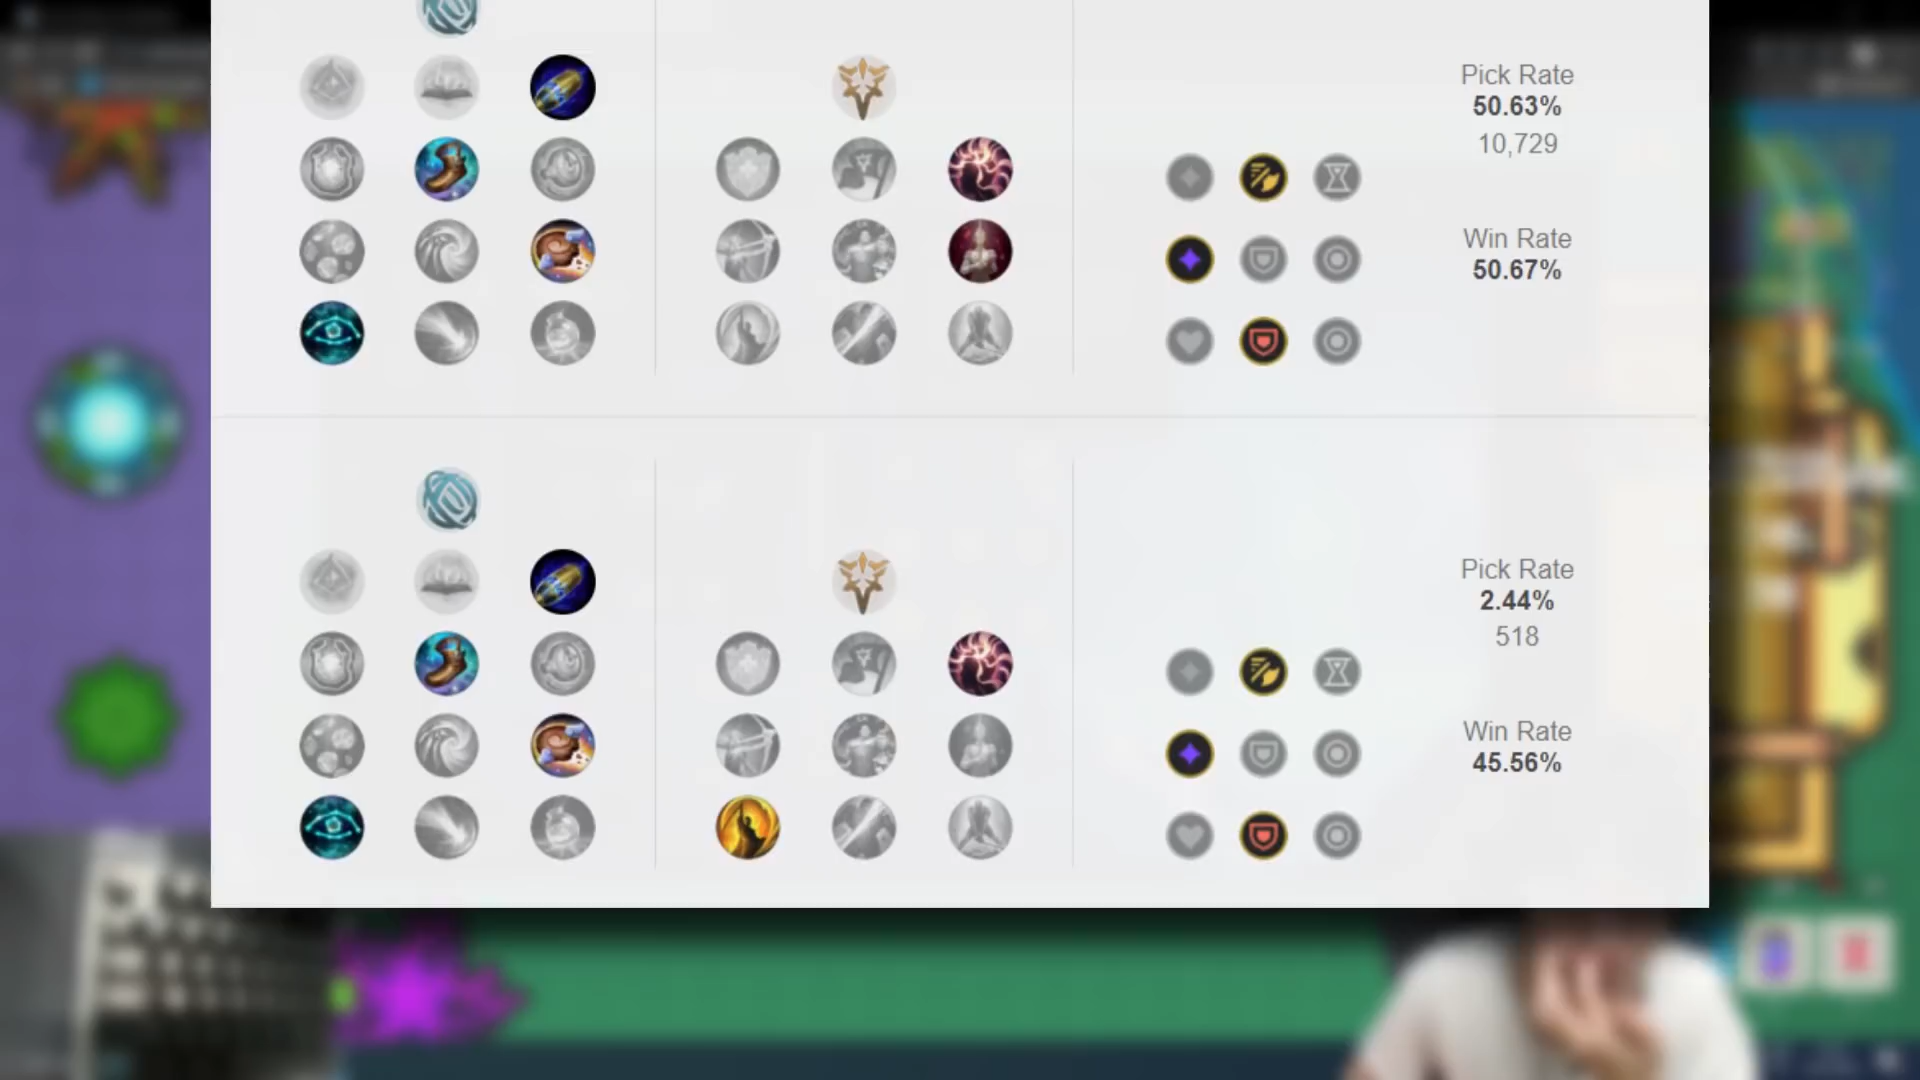 Pick Rate
50.63%
10,729
Win Rate
50.67%
Pick Rate
2.44%
518
Win Rate
45.56%